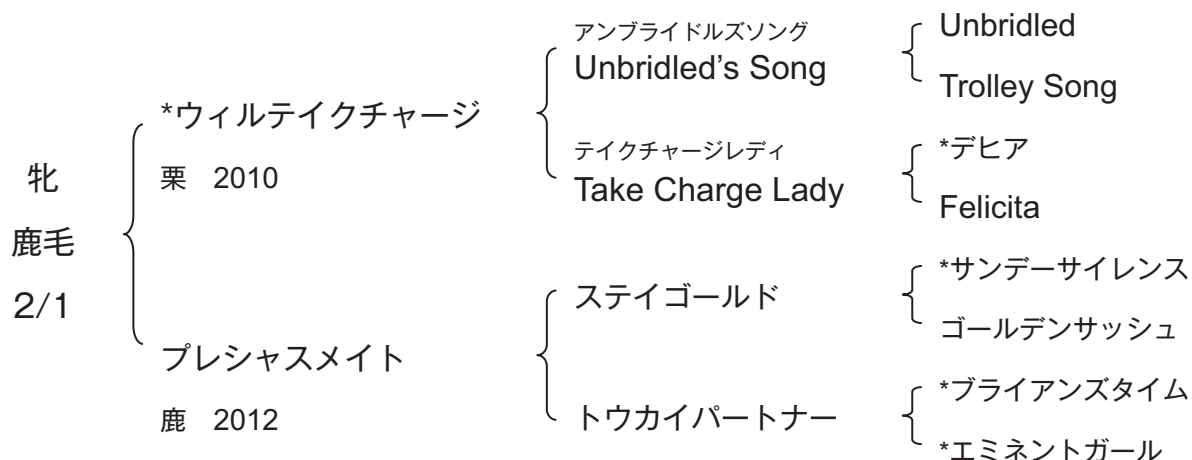 牝
鹿毛
2/1
*ウィルテイクチャージ
栗 2010
プレシャスメイト
鹿 2012
アンブライドルズソング
Unbridled's Song
テイクチャージレディ
Take Charge Lady
ステイゴールド
トウカイパートナー
Unbridled
Trolley Song
*デヒア
Felicita
*サンデーサイレンス
ゴールデンサッシュ
*ブライアンズタイム
*エミネントガール